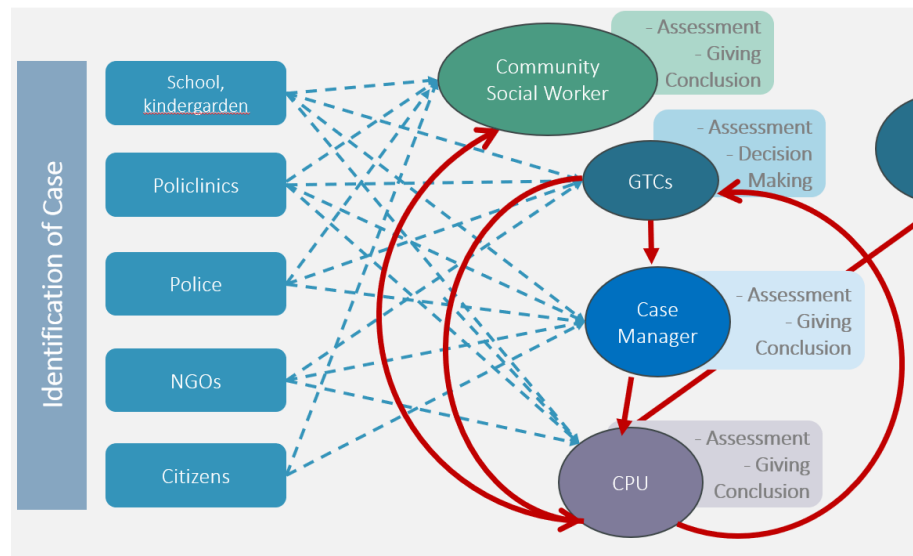 Identification of Case
School,
kindergarden
Policlinics
Police
NGOs
Citizens
Community
Social Worker
- Assessment
- Giving
Conclusion
GTCs
- Assessment
- Decision
Making
Case
Manager
- Assessment
- Giving
Conclusion
CPU
- Assessment
- Giving
Conclusion